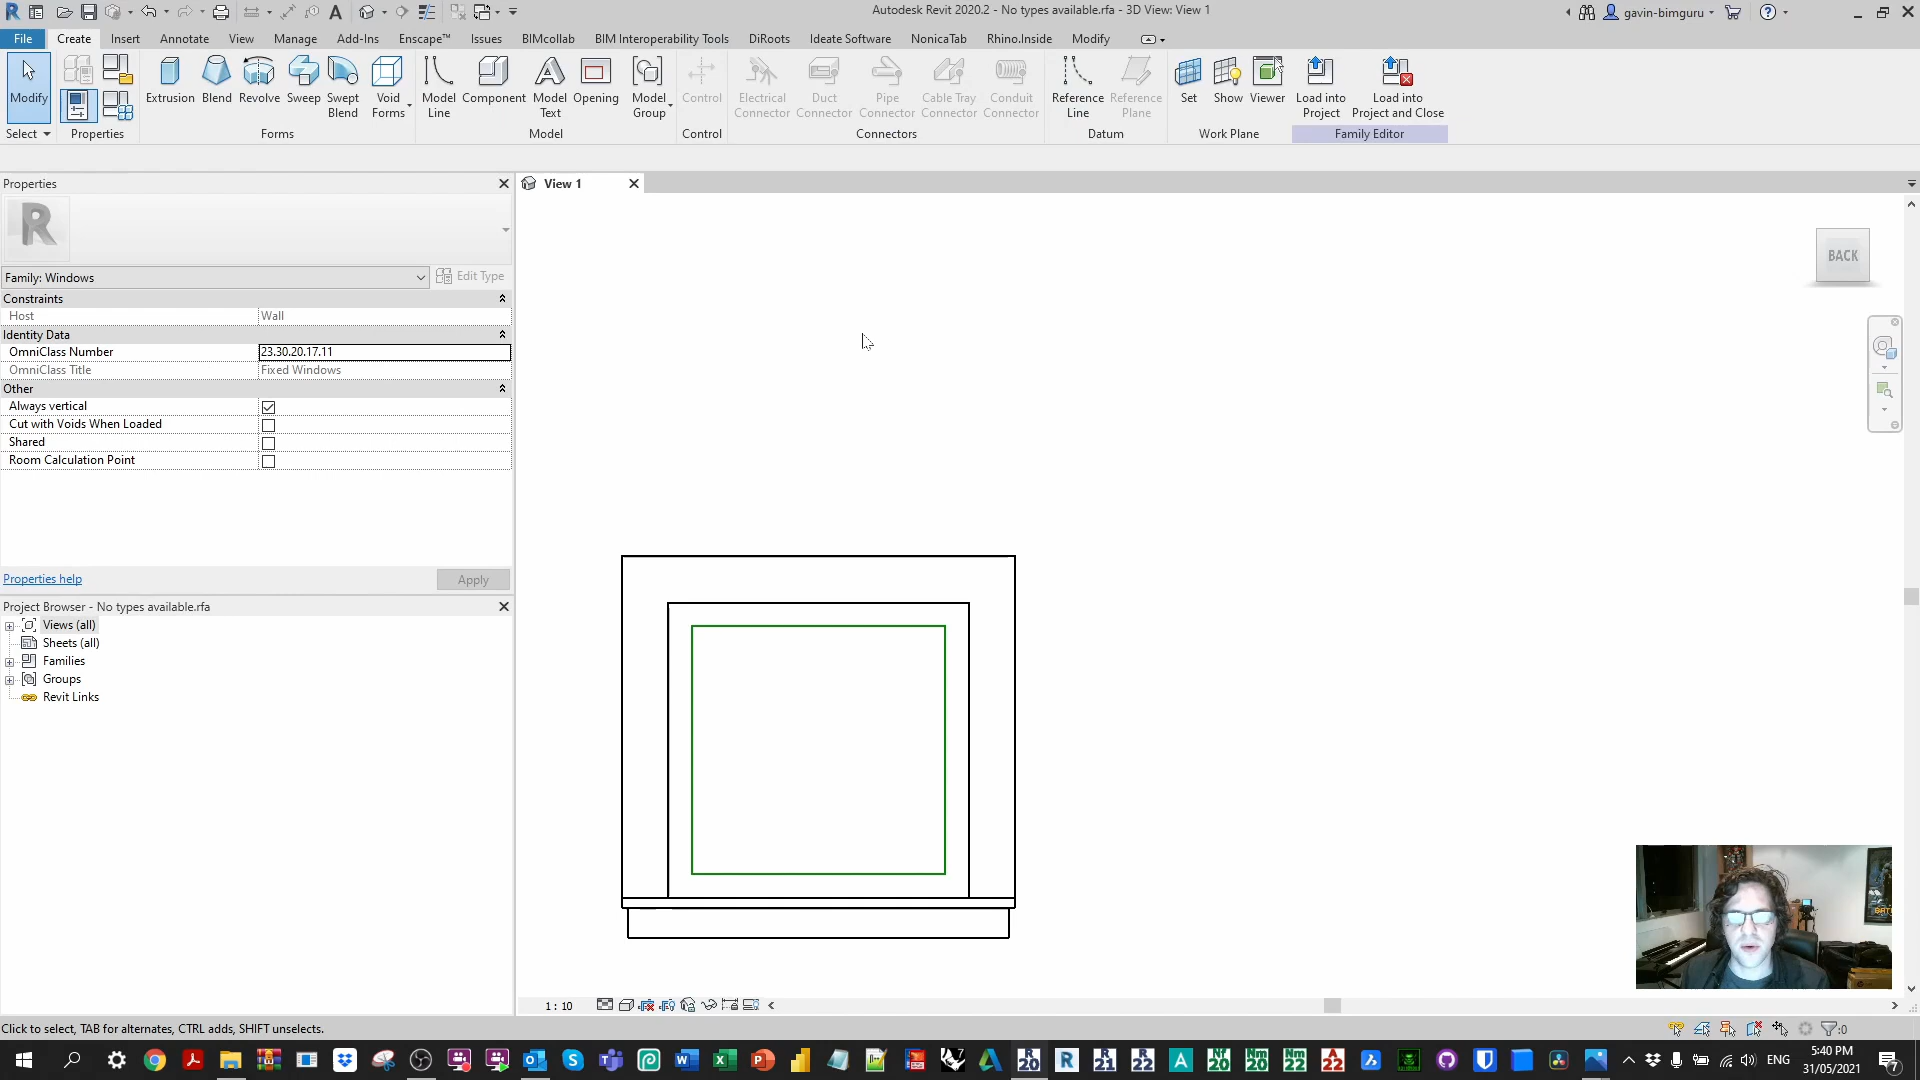 Autodesk Revit 2020.2 - No types available.rfa - 3D View: View 1
gavin-bimguru
File Create Insert Annotate View Manage Add-Ins Enscape™ Issues BIMcollab BIM Interoperability Tools DiRoots Ideate Software NonicaTab Rhino.Inside Modify
Modify
Extrusion Blend Revolve Sweep Swept Blend Void Forms
Model Line Component Model Text Opening Model Group
Control
Electrical Connector Duct Connector Pipe Connector Cable Tray Connector Conduit Connector
Reference Line Reference Plane
Set Show Viewer
Load into Project Load into Project and Close
Select Properties Forms Model Control Connectors Datum Work Plane Family Editor
Properties
View 1
BACK
Family: Windows
Edit Type
Constraints
Host Wall
Identity Data
OmniClass Number 23.30.20.17.11
OmniClass Title Fixed Windows
Other
Always vertical
Cut with Voids When Loaded
Shared
Room Calculation Point
Properties help
Apply
Project Browser - No types available.rfa
Views (all)
Sheets (all)
Families
Groups
Revit Links
1 : 10
Click to select, TAB for alternates, CTRL adds, SHIFT unselects.
:0
ENG
5:40 PM
31/05/2021